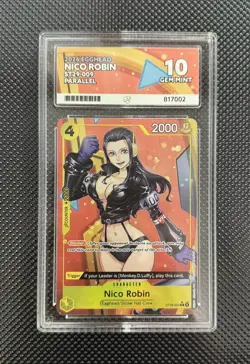 2024 EGGHEAD
NICO ROBIN
ST29-009
PARALLEL
10
GEM MINT
817002
4
2000
Trigger If your Leader is [Monkey.D.Luffy], play this card.
CHARACTER
Nico Robin
Egghead/Straw Hat Crew